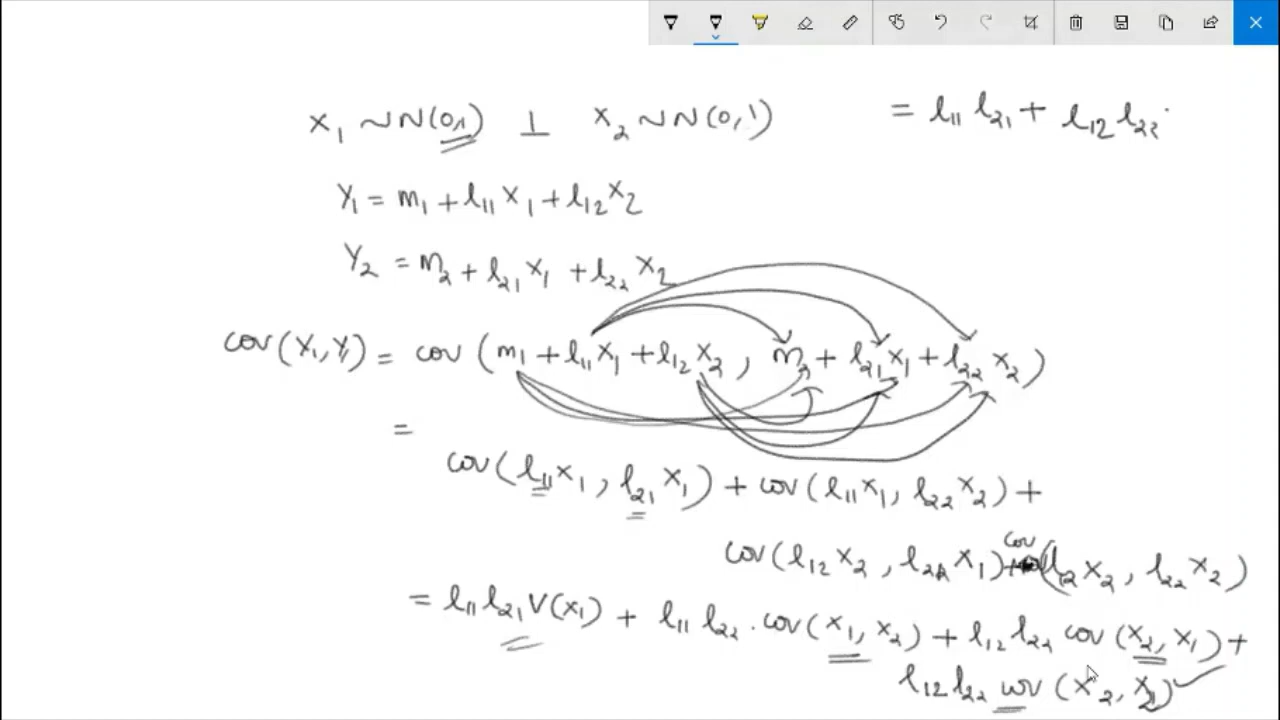 X₁ ~ N(0,1) ⊥ X₂ ~ N(0,1)
= l₁₁ l₂₁ + l₁₂ l₂₂.
Y₁ = m₁ + l₁₁ X₁ + l₁₂ X₂
Y₂ = m₂ + l₂₁ X₁ + l₂₂ X₂
cov(Y₁, Y₂) = cov(m₁ + l₁₁ X₁ + l₁₂ X₂, m₂ + l₂₁ X₁ + l₂₂ X₂)
=
cov(l₁₁ X₁, l₂₁ X₁) + cov(l₁₁ X₁, l₂₂ X₂) +
cov(l₁₂ X₂, l₂₁ X₁) + cov(l₁₂ X₂, l₂₂ X₂)
= l₁₁ l₂₁ V(X₁) + l₁₁ l₂₂ . cov(X₁, X₂) + l₁₂ l₂₂ cov(X₂, X₁) +
l₁₂ l₂₂ cov(X₂, X₂)